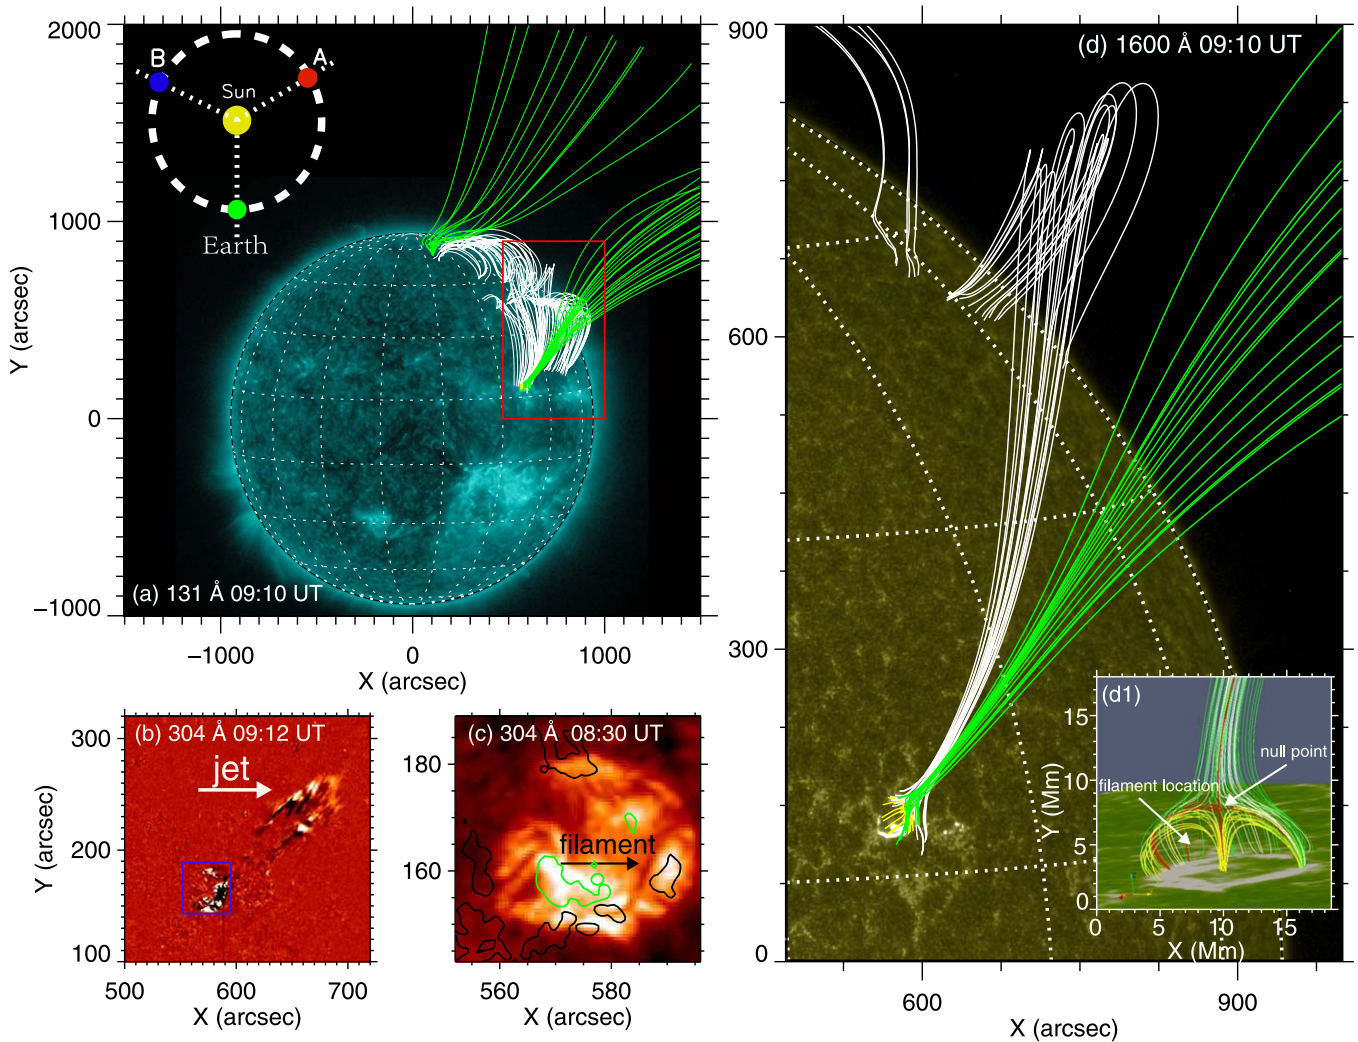 2000
1000
0
−1000
Y (arcsec)
B
A
Sun
Earth
(a) 131 Å 09:10 UT
−1000
0
1000
X (arcsec)
300
200
100
Y (arcsec)
(b) 304 Å 09:12 UT
jet
500
600
700
X (arcsec)
180
160
(c) 304 Å 08:30 UT
filament
560
580
X (arcsec)
900
600
300
0
Y (arcsec)
(d) 1600 Å 09:10 UT
600
900
X (arcsec)
(d1)
null point
filament location
15
10
5
0
Y (Mm)
0
5
10
15
X (Mm)